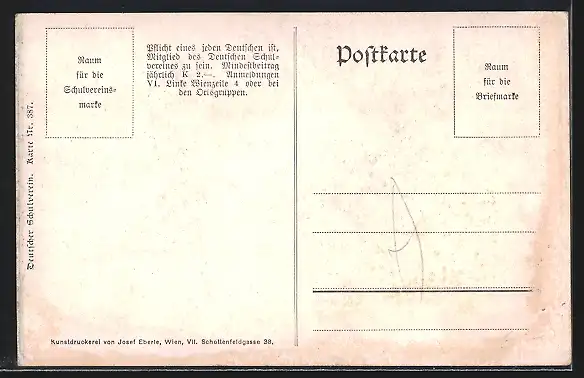 Raum
für die
Schulvereins-
marke
Pflicht eines jeden Deutschen ist,
Mitglied des Deutschen Schul-
vereines zu sein. Mindestbeitrag
jährlich K 2.—. Anmeldungen
VI. Linke Wienzeile 4 oder bei
den Ortsgruppen.
Postkarte
Raum
für die
Briefmarke
Deutscher Schulverein. Karte Nr. 387.
Kunstdruckerei von Josef Eberle, Wien, VII. Schottenfeldgasse 38.